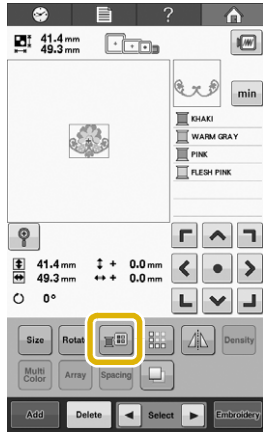 ?
41.4 mm
49.3 mm
min
KHAKI
WARM GRAY
PINK
FLESH PINK
41.4 mm + 0.0 mm
49.3 mm + 0.0 mm
0°
Size Rotat Density
Multi Color Array Spacing
Add Delete Select Embroidery